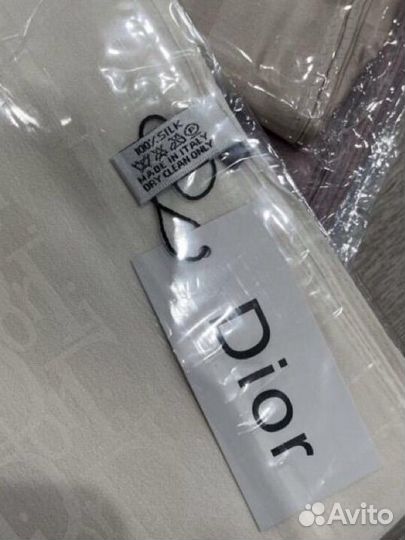 100% SILK
MADE IN ITALY
DRY CLEAN ONLY
Dior
Avito